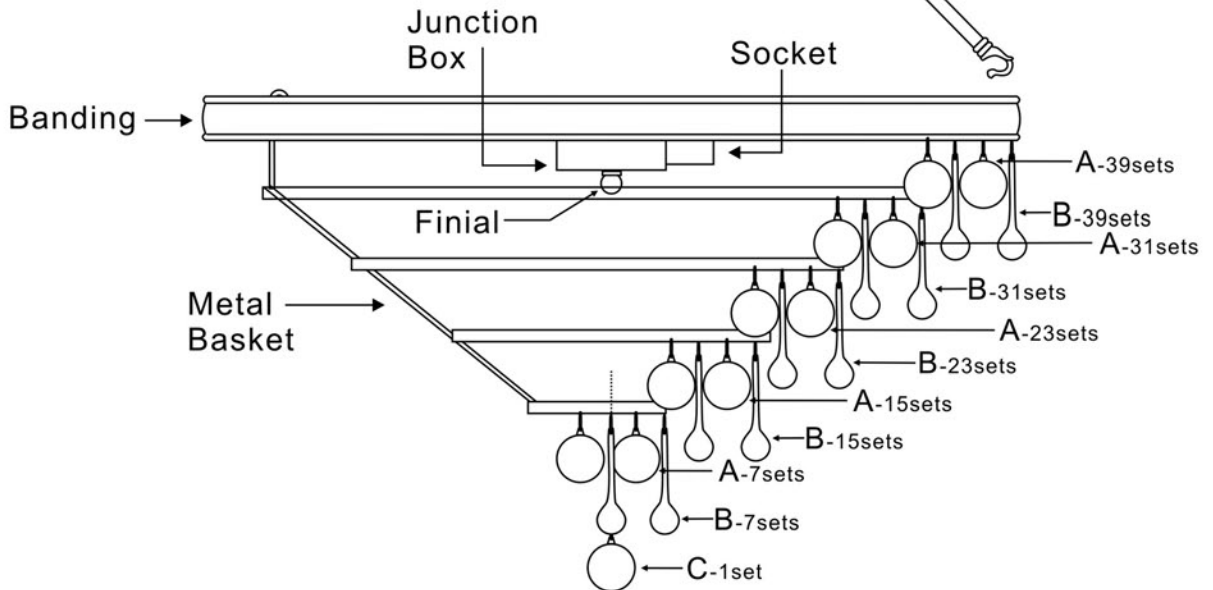 Junction
Box
Socket
Banding
A-39sets
B-39sets
Finial
A-31sets
Metal
Basket
B-31sets
A-23sets
B-23sets
A-15sets
B-15sets
A-7sets
B-7sets
C-1set